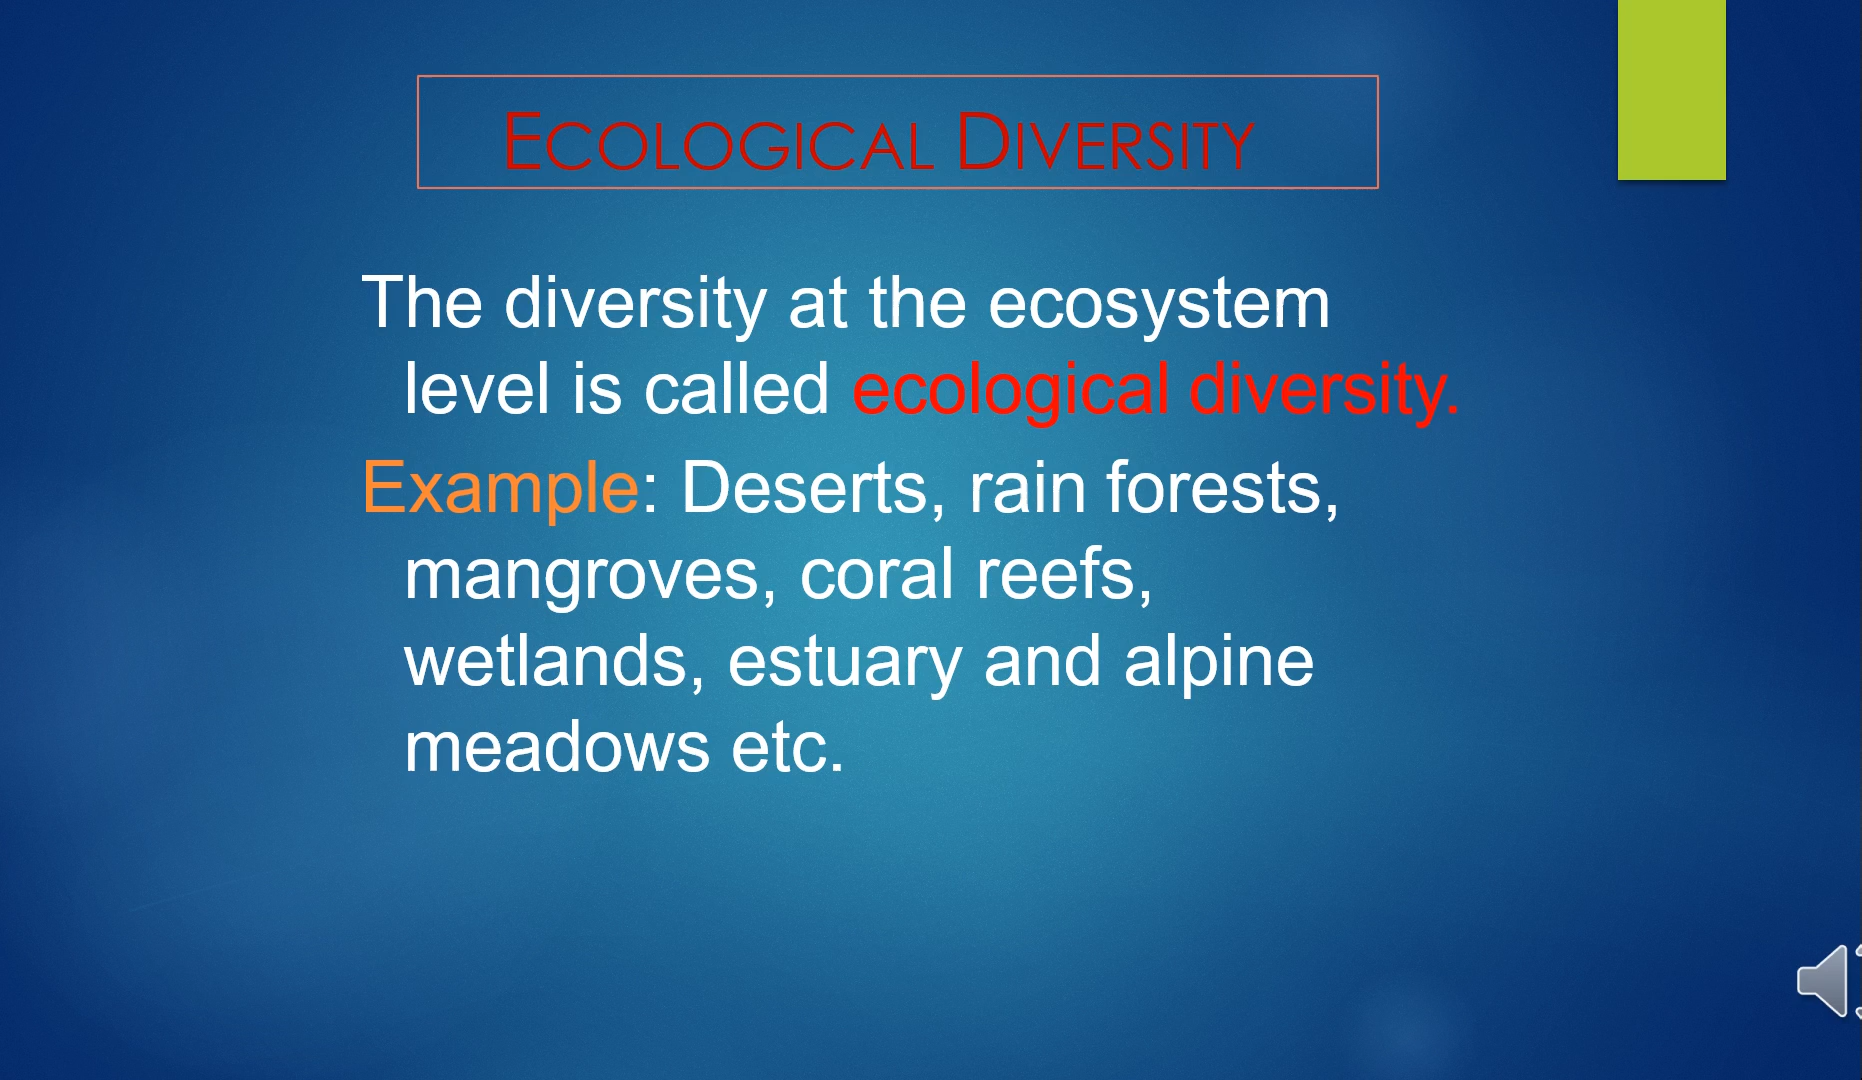 Ecological Diversity
The diversity at the ecosystem
level is called ecological diversity.
Example: Deserts, rain forests,
mangroves, coral reefs,
wetlands, estuary and alpine
meadows etc.